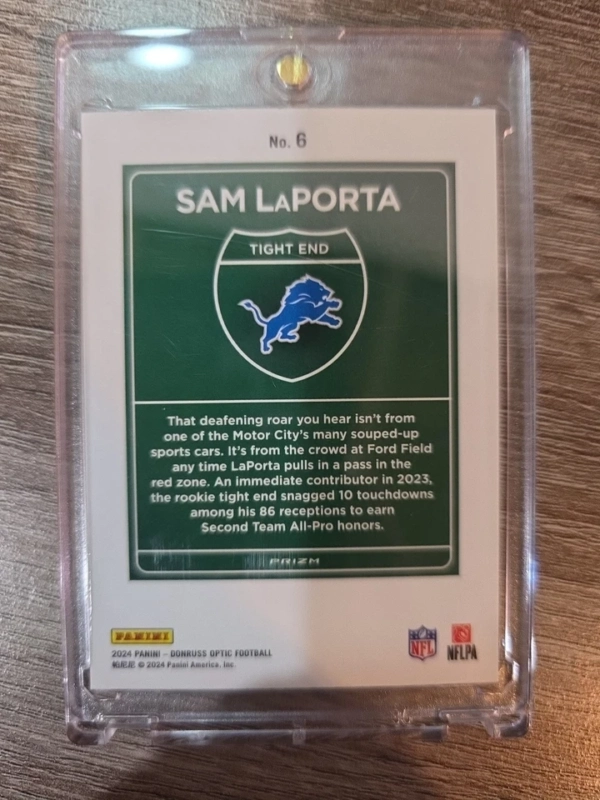 No. 6
SAM LAPORTA
TIGHT END
That deafening roar you hear isn't from
one of the Motor City's many souped-up
sports cars. It's from the crowd at Ford Field
any time LaPorta pulls in a pass in the
red zone. An immediate contributor in 2023,
the rookie tight end snagged 10 touchdowns
among his 86 receptions to earn
Second Team All-Pro honors.
PRIZM
PANINI
2024 PANINI – DONRUSS OPTIC FOOTBALL
帕尼尼 © 2024 Panini America, Inc.
NFL
NFLPA